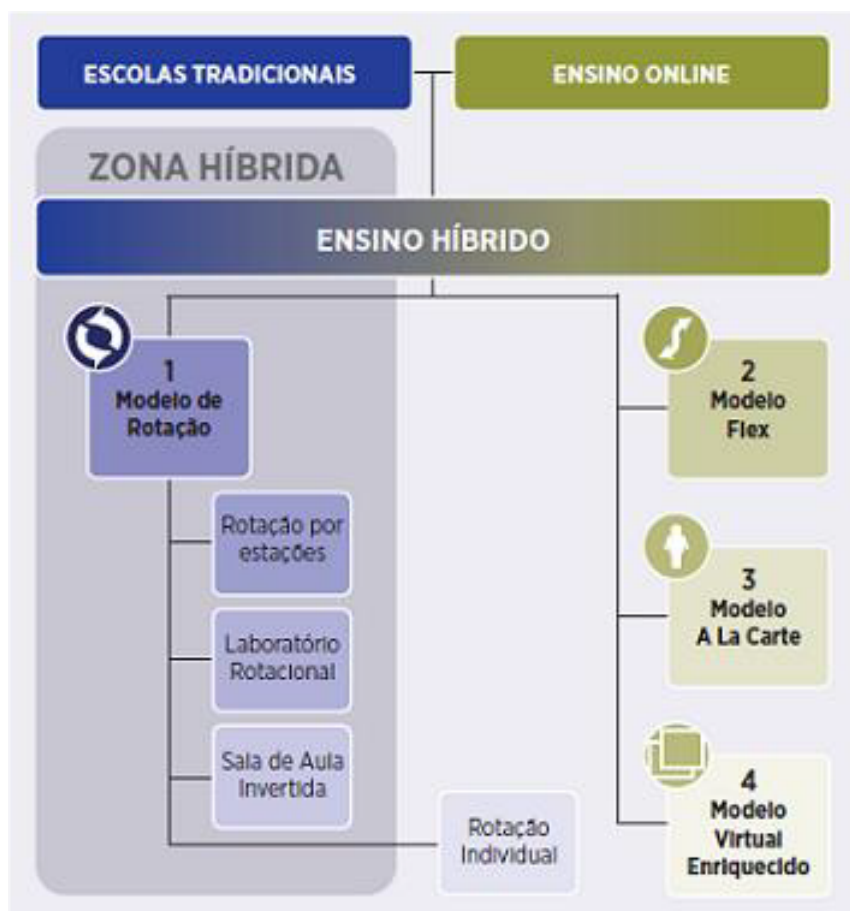 ESCOLAS TRADICIONAIS
ENSINO ONLINE
ZONA HÍBRIDA
ENSINO HÍBRIDO
1
Modelo de
Rotação
Rotação por
estações
Laboratório
Rotacional
Sala de Aula
Invertida
Rotação
Individual
2
Modelo
Flex
3
Modelo
A La Carte
4
Modelo
Virtual
Enriquecido